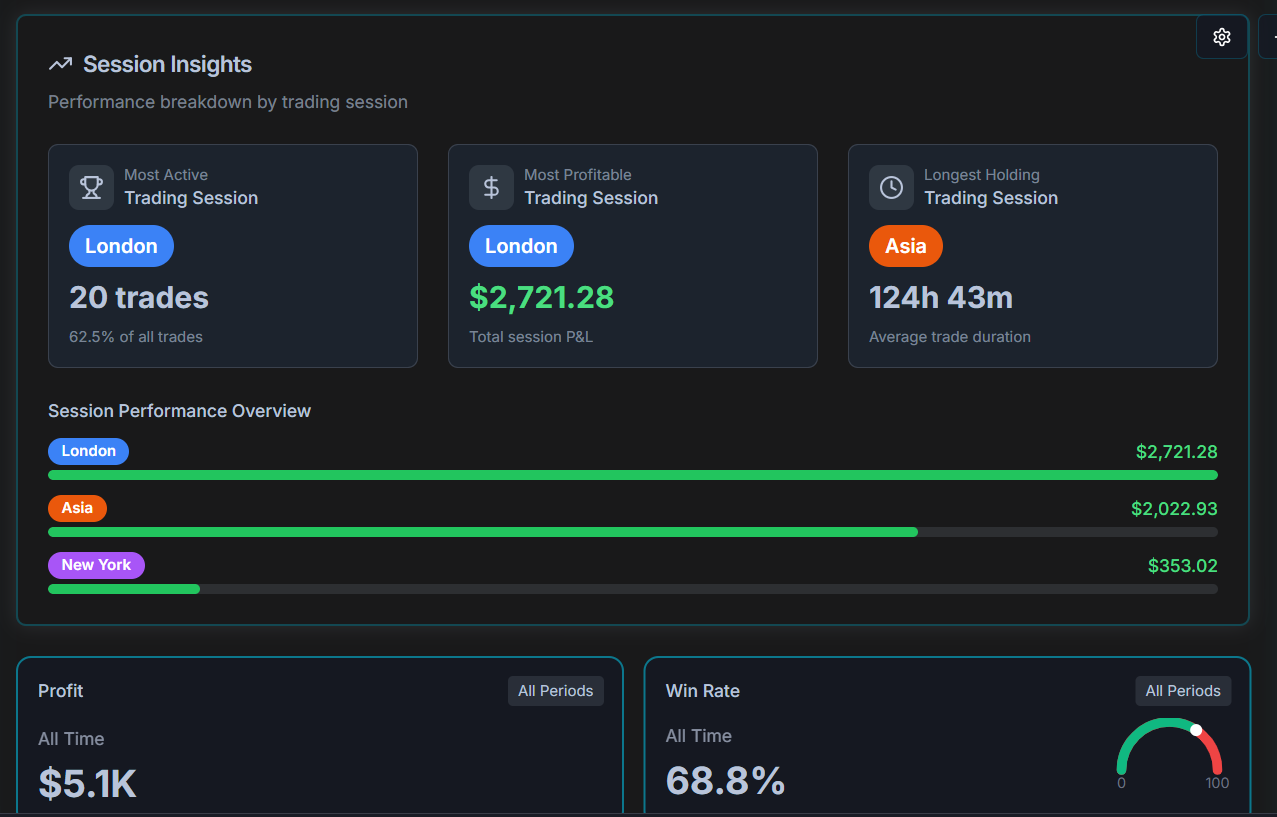 Session Insights
Performance breakdown by trading session
Most Active
Trading Session
London
20 trades
62.5% of all trades
Most Profitable
Trading Session
London
$2,721.28
Total session P&L
Longest Holding
Trading Session
Asia
124h 43m
Average trade duration
Session Performance Overview
London $2,721.28
Asia $2,022.93
New York $353.02
Profit All Periods
All Time
$5.1K
Win Rate All Periods
All Time
68.8%
0 100